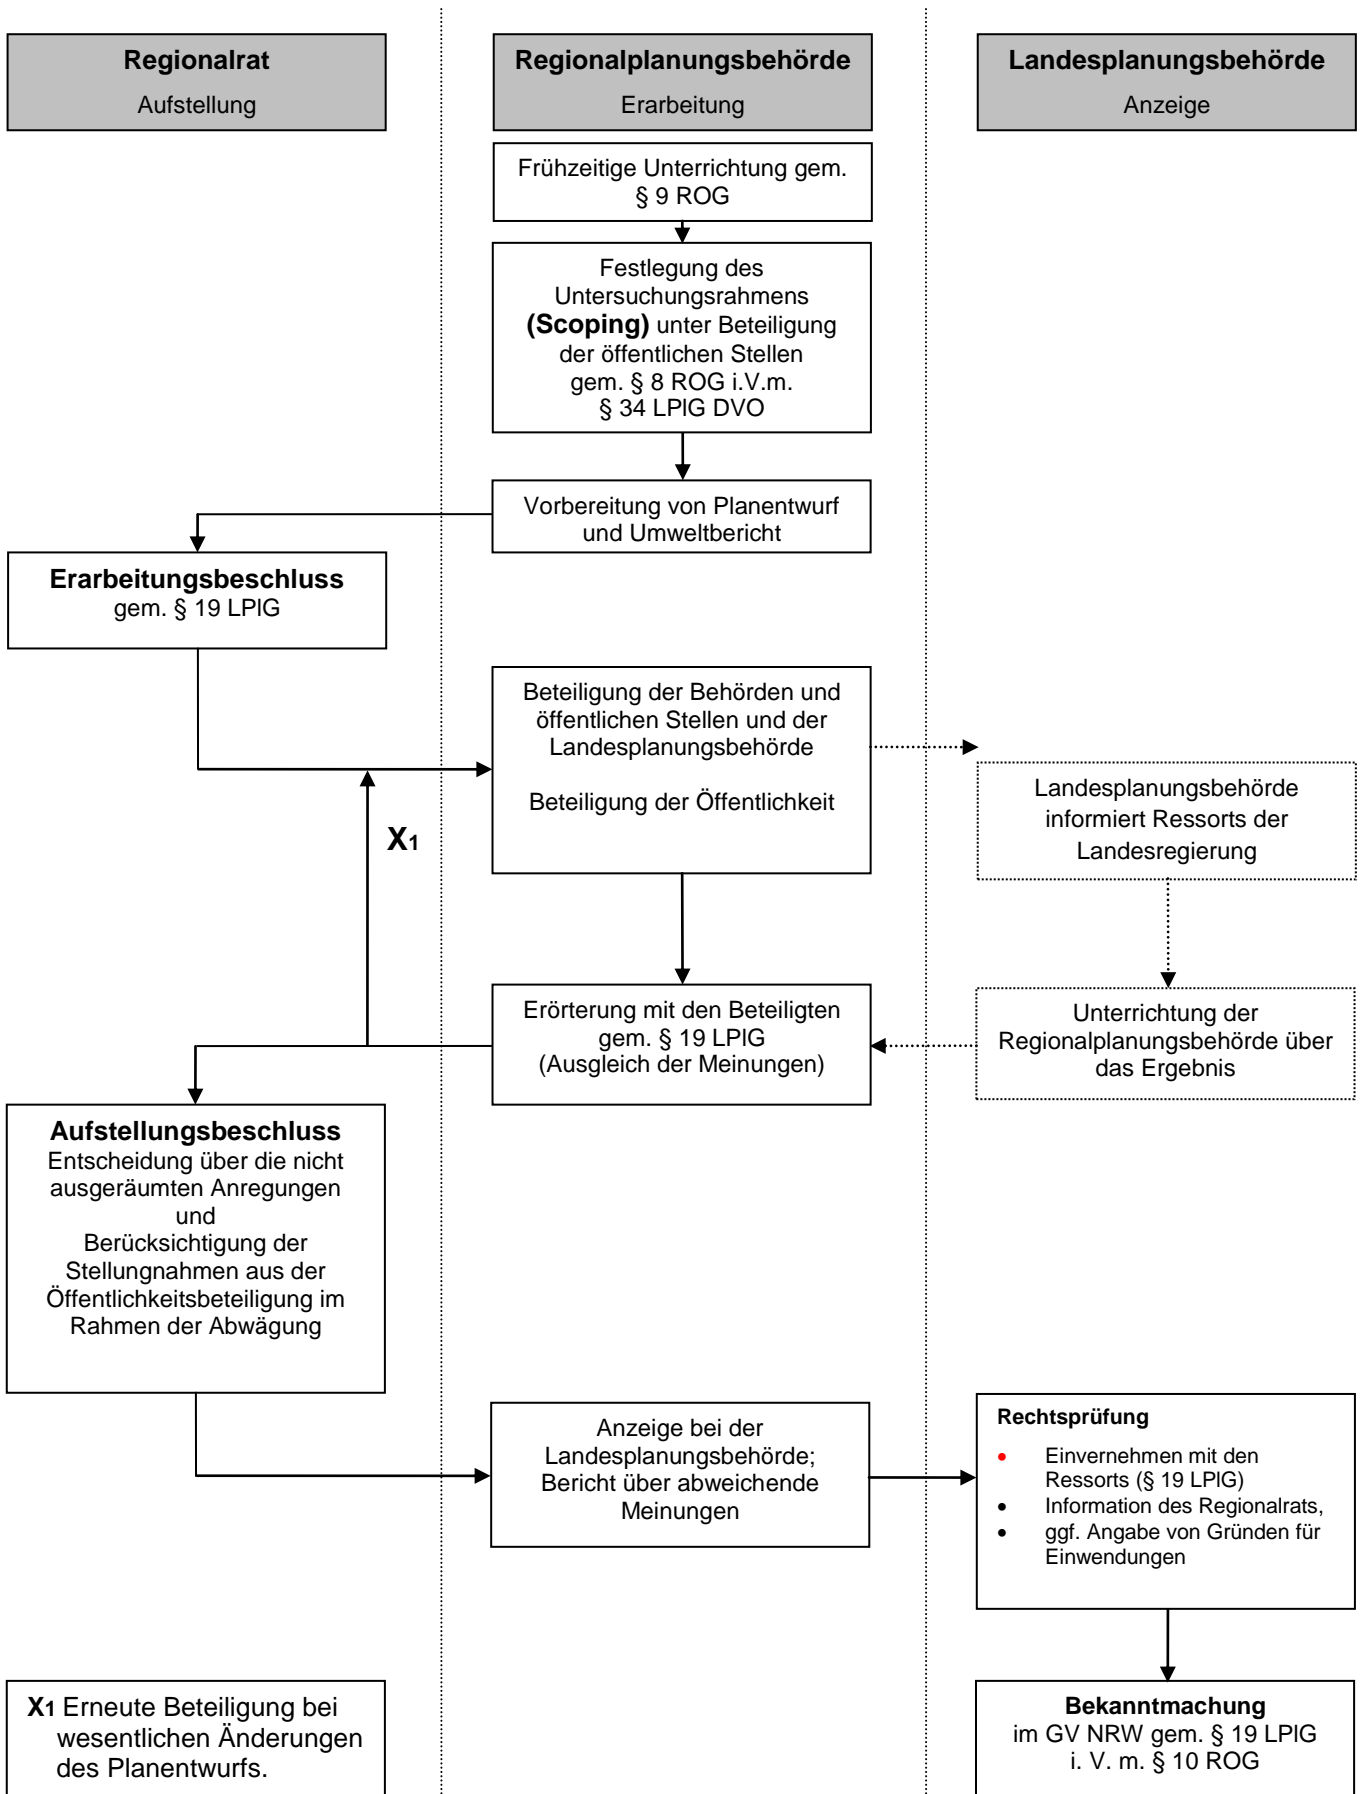 Regionalrat
Aufstellung
Regionalplanungsbehörde
Erarbeitung
Landesplanungsbehörde
Anzeige
Frühzeitige Unterrichtung gem.
§ 9 ROG
Festlegung des
Untersuchungsrahmens
(Scoping) unter Beteiligung
der öffentlichen Stellen
gem. § 8 ROG i.V.m.
§ 34 LPlG DVO
Vorbereitung von Planentwurf
und Umweltbericht
Erarbeitungsbeschluss
gem. § 19 LPlG
Beteiligung der Behörden und
öffentlichen Stellen und der
Landesplanungsbehörde
Beteiligung der Öffentlichkeit
Landesplanungsbehörde
informiert Ressorts der
Landesregierung
X1
Erörterung mit den Beteiligten
gem. § 19 LPlG
(Ausgleich der Meinungen)
Unterrichtung der
Regionalplanungsbehörde über
das Ergebnis
Aufstellungsbeschluss
Entscheidung über die nicht
ausgeräumten Anregungen
und
Berücksichtigung der
Stellungnahmen aus der
Öffentlichkeitsbeteiligung im
Rahmen der Abwägung
Anzeige bei der
Landesplanungsbehörde;
Bericht über abweichende
Meinungen
Rechtsprüfung
• Einvernehmen mit den
Ressorts (§ 19 LPlG)
• Information des Regionalrats,
• ggf. Angabe von Gründen für
Einwendungen
X1 Erneute Beteiligung bei
wesentlichen Änderungen
des Planentwurfs.
Bekanntmachung
im GV NRW gem. § 19 LPlG
i. V. m. § 10 ROG